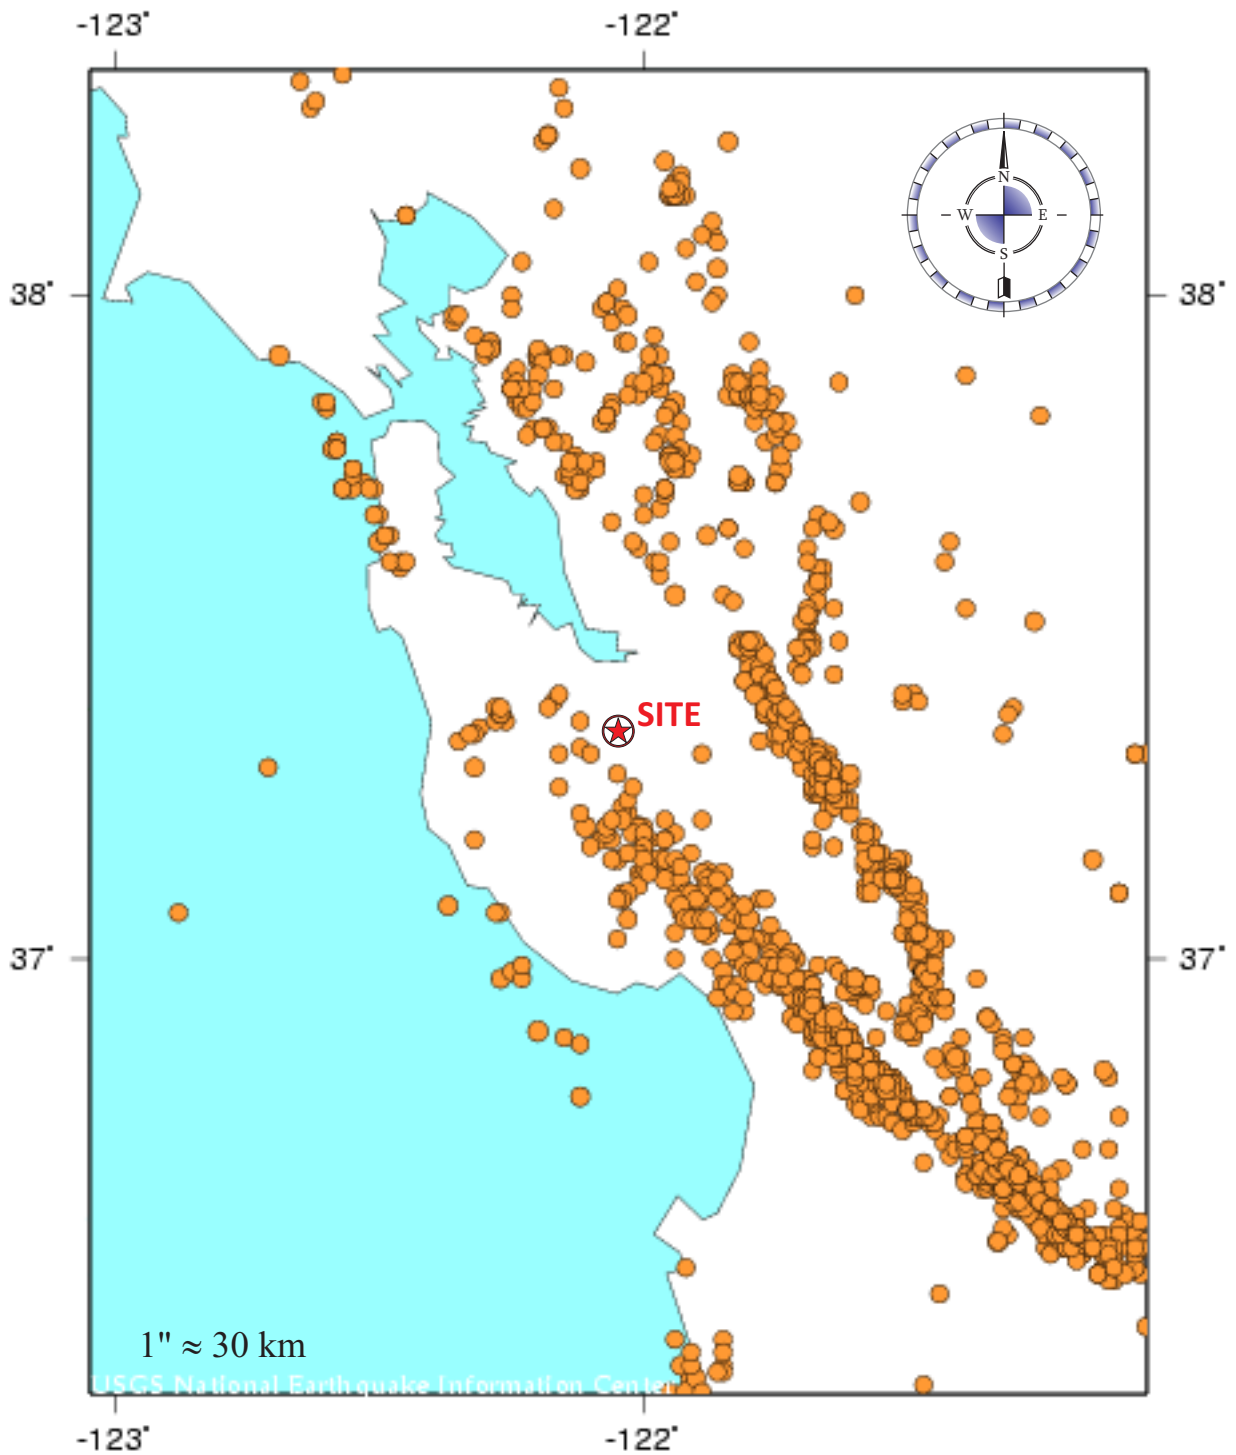 -123° -122°
N
W E
S
38° 38°
SITE
37° 37°
1" ≈ 30 km
USGS National Earthquake Information Center
-123° -122°